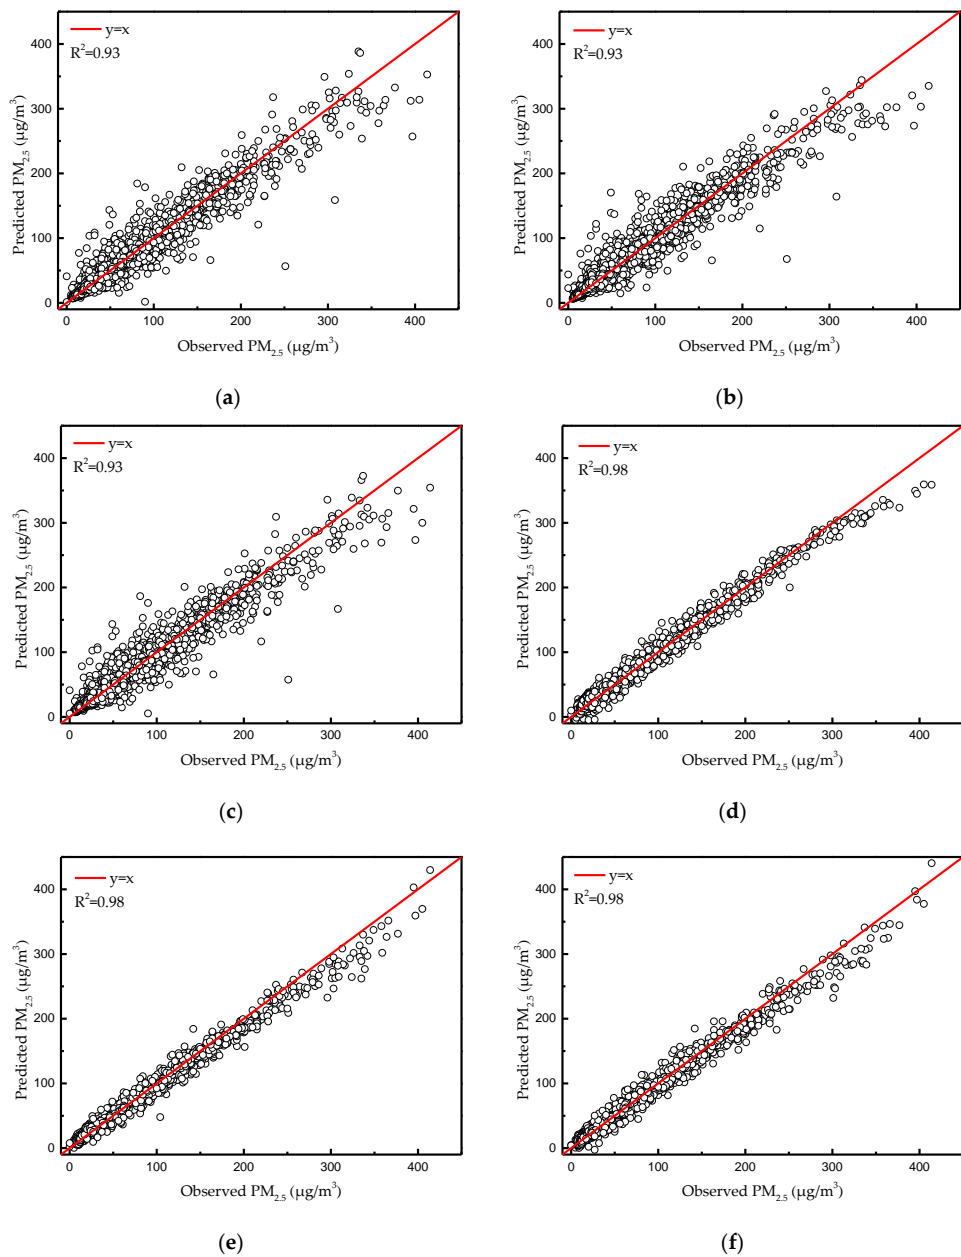 y=x
R²=0.93
400
300
200
100
0
0 100 200 300 400
Predicted PM₂.₅ (µg/m³)
Observed PM₂.₅ (µg/m³)
(a)
y=x
R²=0.93
400
300
200
100
0
0 100 200 300 400
Predicted PM₂.₅ (µg/m³)
Observed PM₂.₅ (µg/m³)
(b)
y=x
R²=0.93
400
300
200
100
0
0 100 200 300 400
Predicted PM₂.₅ (µg/m³)
Observed PM₂.₅ (µg/m³)
(c)
y=x
R²=0.98
400
300
200
100
0
0 100 200 300 400
Predicted PM₂.₅ (µg/m³)
Observed PM₂.₅ (µg/m³)
(d)
y=x
R²=0.98
400
300
200
100
0
0 100 200 300 400
Predicted PM₂.₅ (µg/m³)
Observed PM₂.₅ (µg/m³)
(e)
y=x
R²=0.98
400
300
200
100
0
0 100 200 300 400
Predicted PM₂.₅ (µg/m³)
Observed PM₂.₅ (µg/m³)
(f)